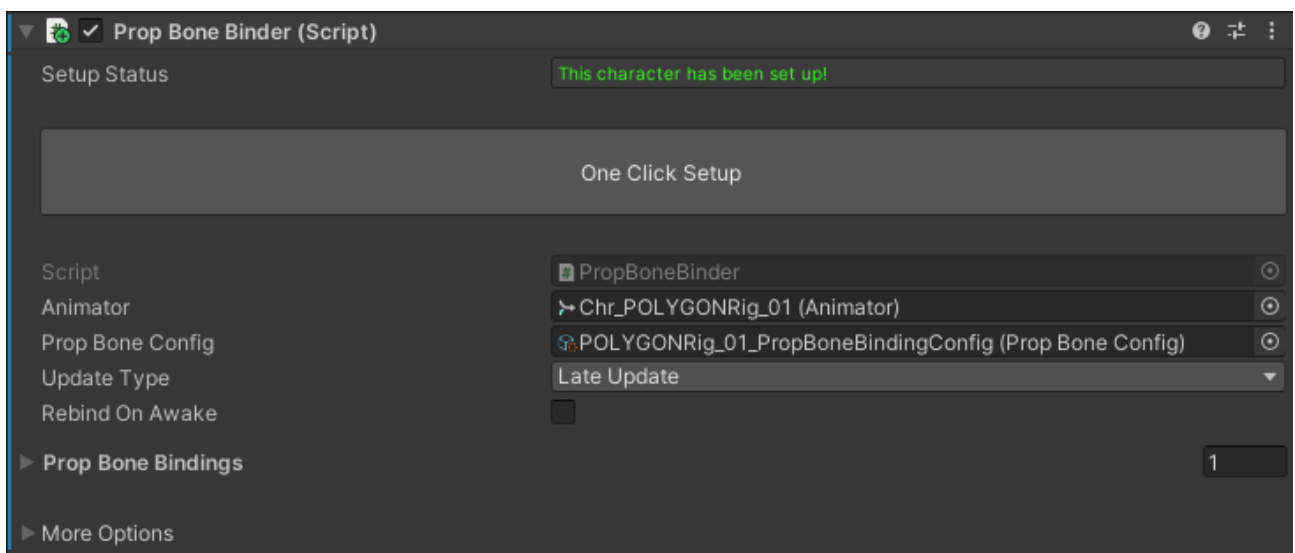 Prop Bone Binder (Script)
Setup Status This character has been set up!
One Click Setup
Script PropBoneBinder
Animator Chr_POLYGONRig_01 (Animator)
Prop Bone Config POLYGONRig_01_PropBoneBindingConfig (Prop Bone Config)
Update Type Late Update
Rebind On Awake
Prop Bone Bindings 1
More Options